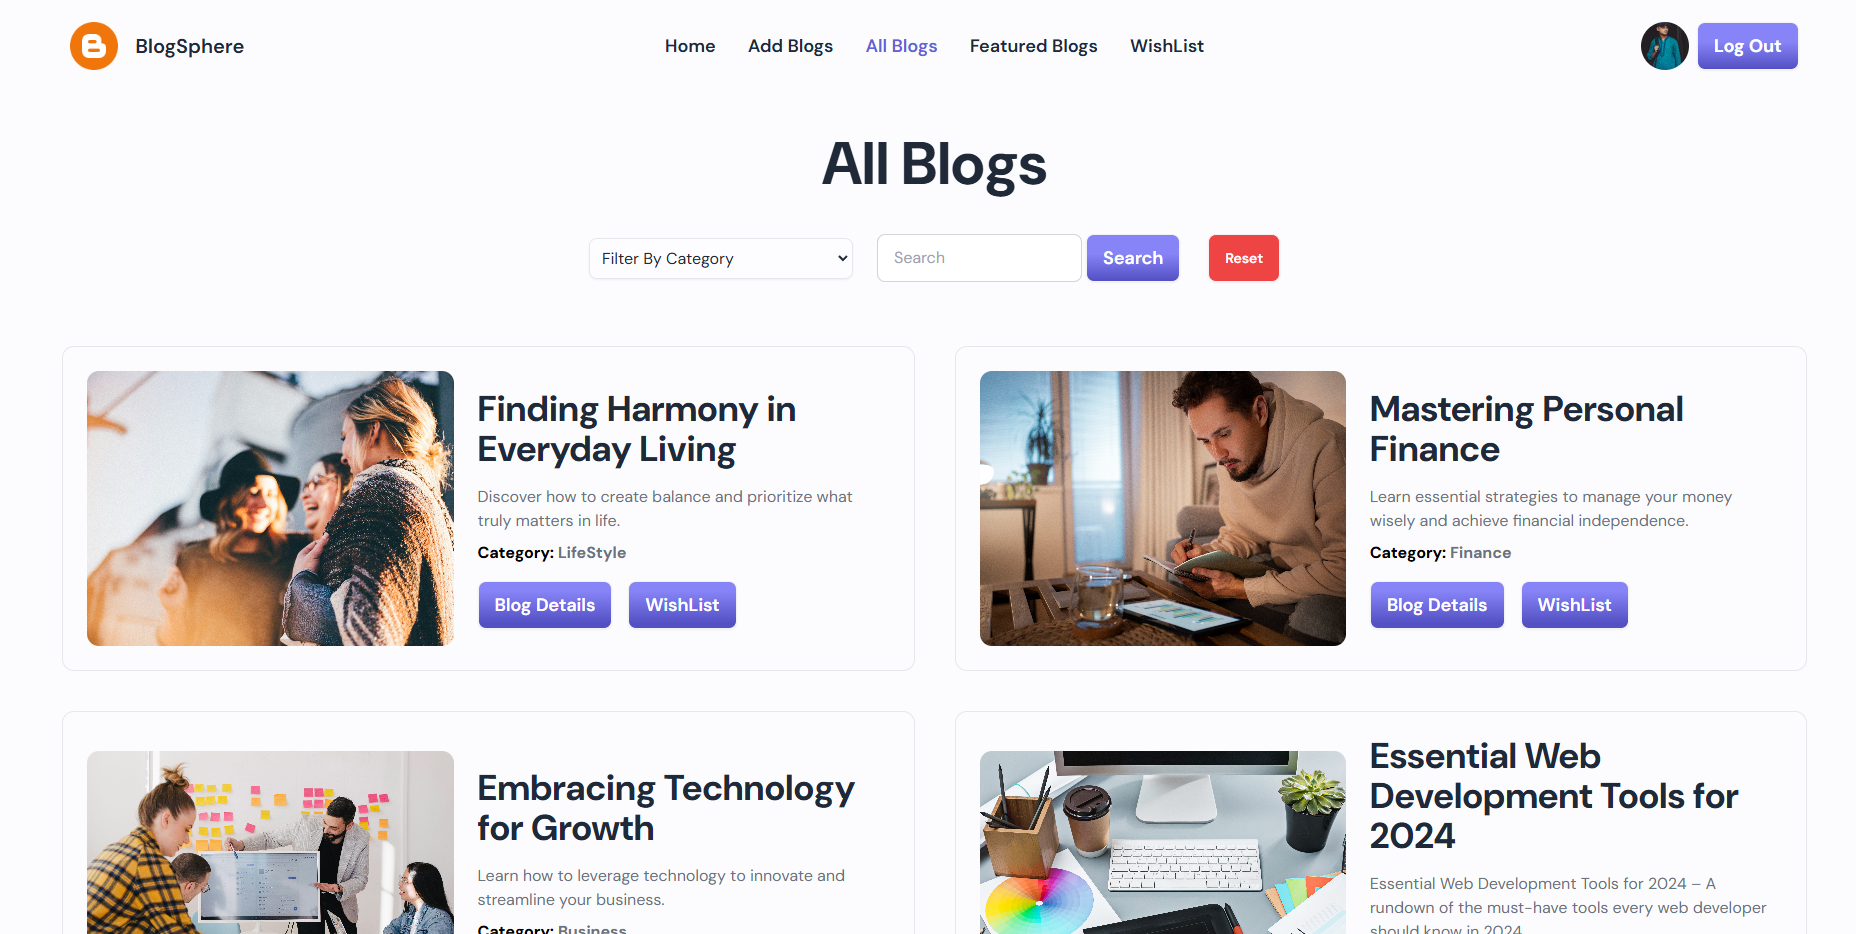 BlogSphere
Home Add Blogs All Blogs Featured Blogs WishList
Log Out
All Blogs
Filter By Category
Search
Search
Reset
Finding Harmony in
Everyday Living
Discover how to create balance and prioritize what
truly matters in life.
Category: LifeStyle
Blog Details WishList
Mastering Personal
Finance
Learn essential strategies to manage your money
wisely and achieve financial independence.
Category: Finance
Blog Details WishList
Embracing Technology
for Growth
Learn how to leverage technology to innovate and
streamline your business.
Category: Business
Essential Web
Development Tools for
2024
Essential Web Development Tools for 2024 – A
rundown of the must-have tools every web developer
should know in 2024